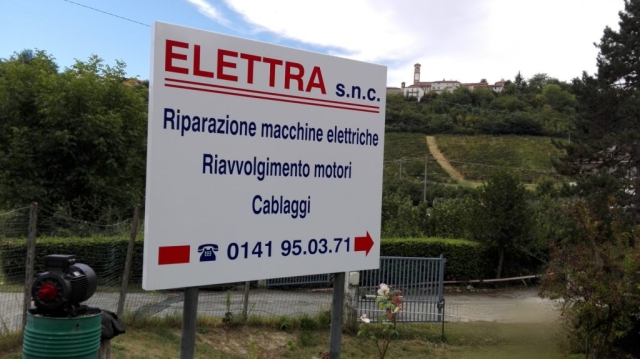 ELETTRA s.n.c.
Riparazione macchine elettriche
Riavvolgimento motori
Cablaggi
0141 95.03.71